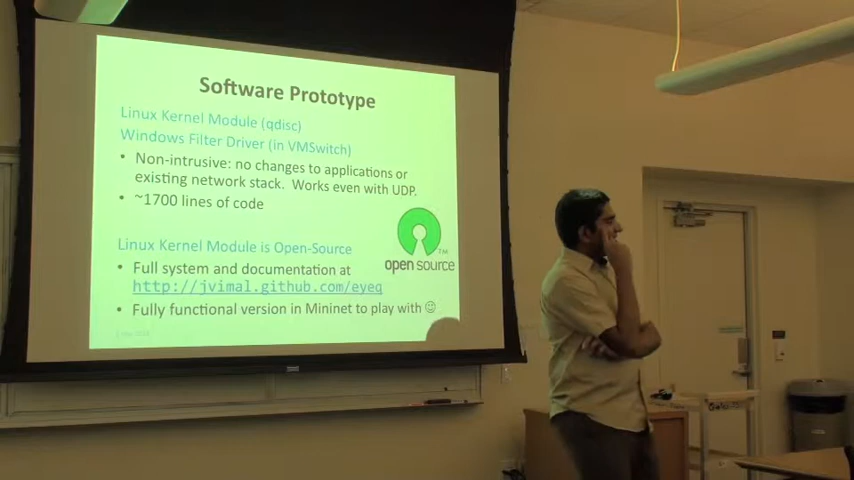 Software Prototype
Linux Kernel Module (qdisc)
Windows Filter Driver (in VMSwitch)
• Non-intrusive: no changes to applications or
existing network stack. Works even with UDP.
• ~1700 lines of code
Linux Kernel Module is Open-Source
• Full system and documentation at
http://jvimal.github.com/eyeq
• Fully functional version in Mininet to play with ☺
TM
open source